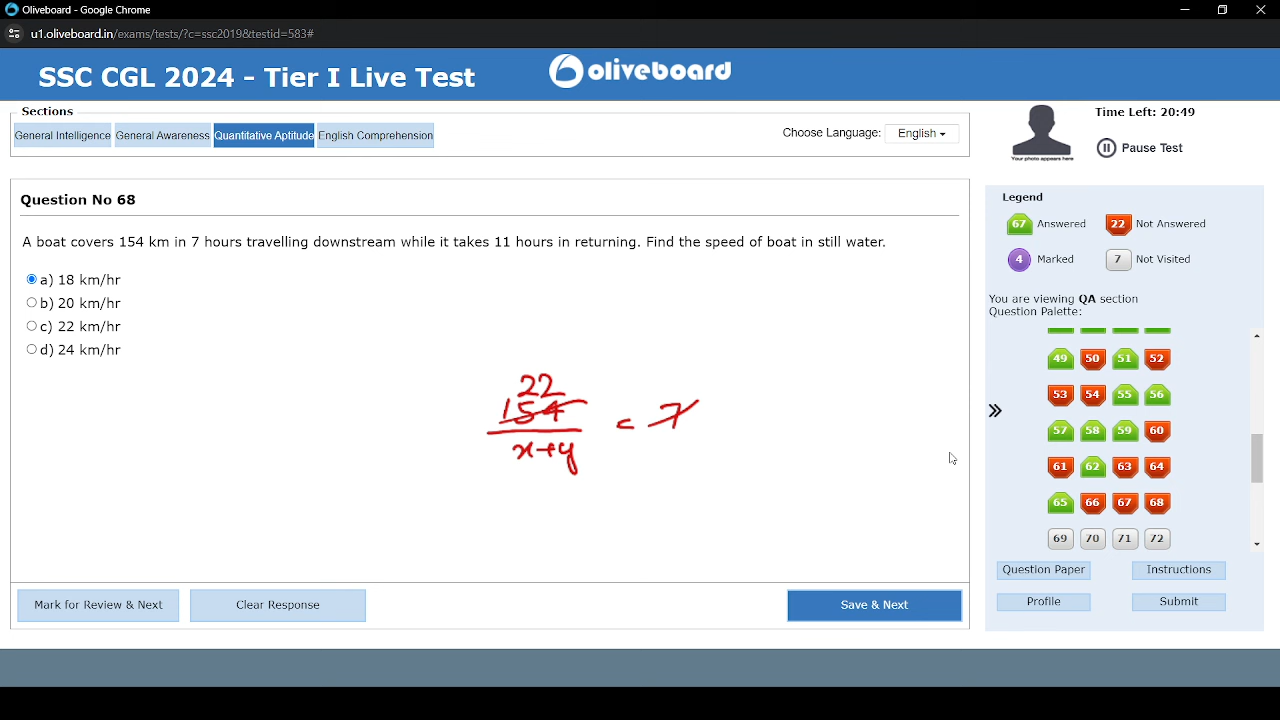 Oliveboard - Google Chrome
u1.oliveboard.in/exams/tests/?c=ssc2019&testid=583#
SSC CGL 2024 - Tier I Live Test
oliveboard
Sections
General Intelligence General Awareness Quantitative Aptitude English Comprehension
Choose Language: English
Your photo appears here
Time Left: 20:49
Pause Test
Question No 68
A boat covers 154 km in 7 hours travelling downstream while it takes 11 hours in returning. Find the speed of boat in still water.
a) 18 km/hr
b) 20 km/hr
c) 22 km/hr
d) 24 km/hr
22
154 = 7
x+y
Legend
67 Answered 22 Not Answered
4 Marked 7 Not Visited
You are viewing QA section
Question Palette:
49 50 51 52
53 54 55 56
57 58 59 60
61 62 63 64
65 66 67 68
69 70 71 72
Question Paper Instructions
Profile Submit
Mark for Review & Next Clear Response Save & Next